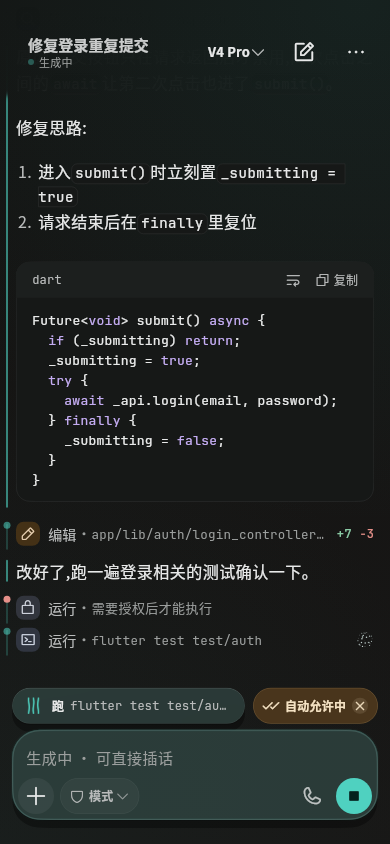 修复登录重复提交
生成中
V4 Pro
修复思路:
1. 进入 submit() 时立刻置 _submitting =
true
2. 请求结束后在 finally 里复位
dart
复制
Future<void> submit() async {
  if (_submitting) return;
  _submitting = true;
  try {
    await _api.login(email, password);
  } finally {
    _submitting = false;
  }
}
编辑 · app/lib/auth/login_controller… +7 -3
改好了,跑一遍登录相关的测试确认一下。
运行 · 需要授权后才能执行
运行 · flutter test test/auth
跑 flutter test test/au…
自动允许中
生成中 · 可直接插话
模式